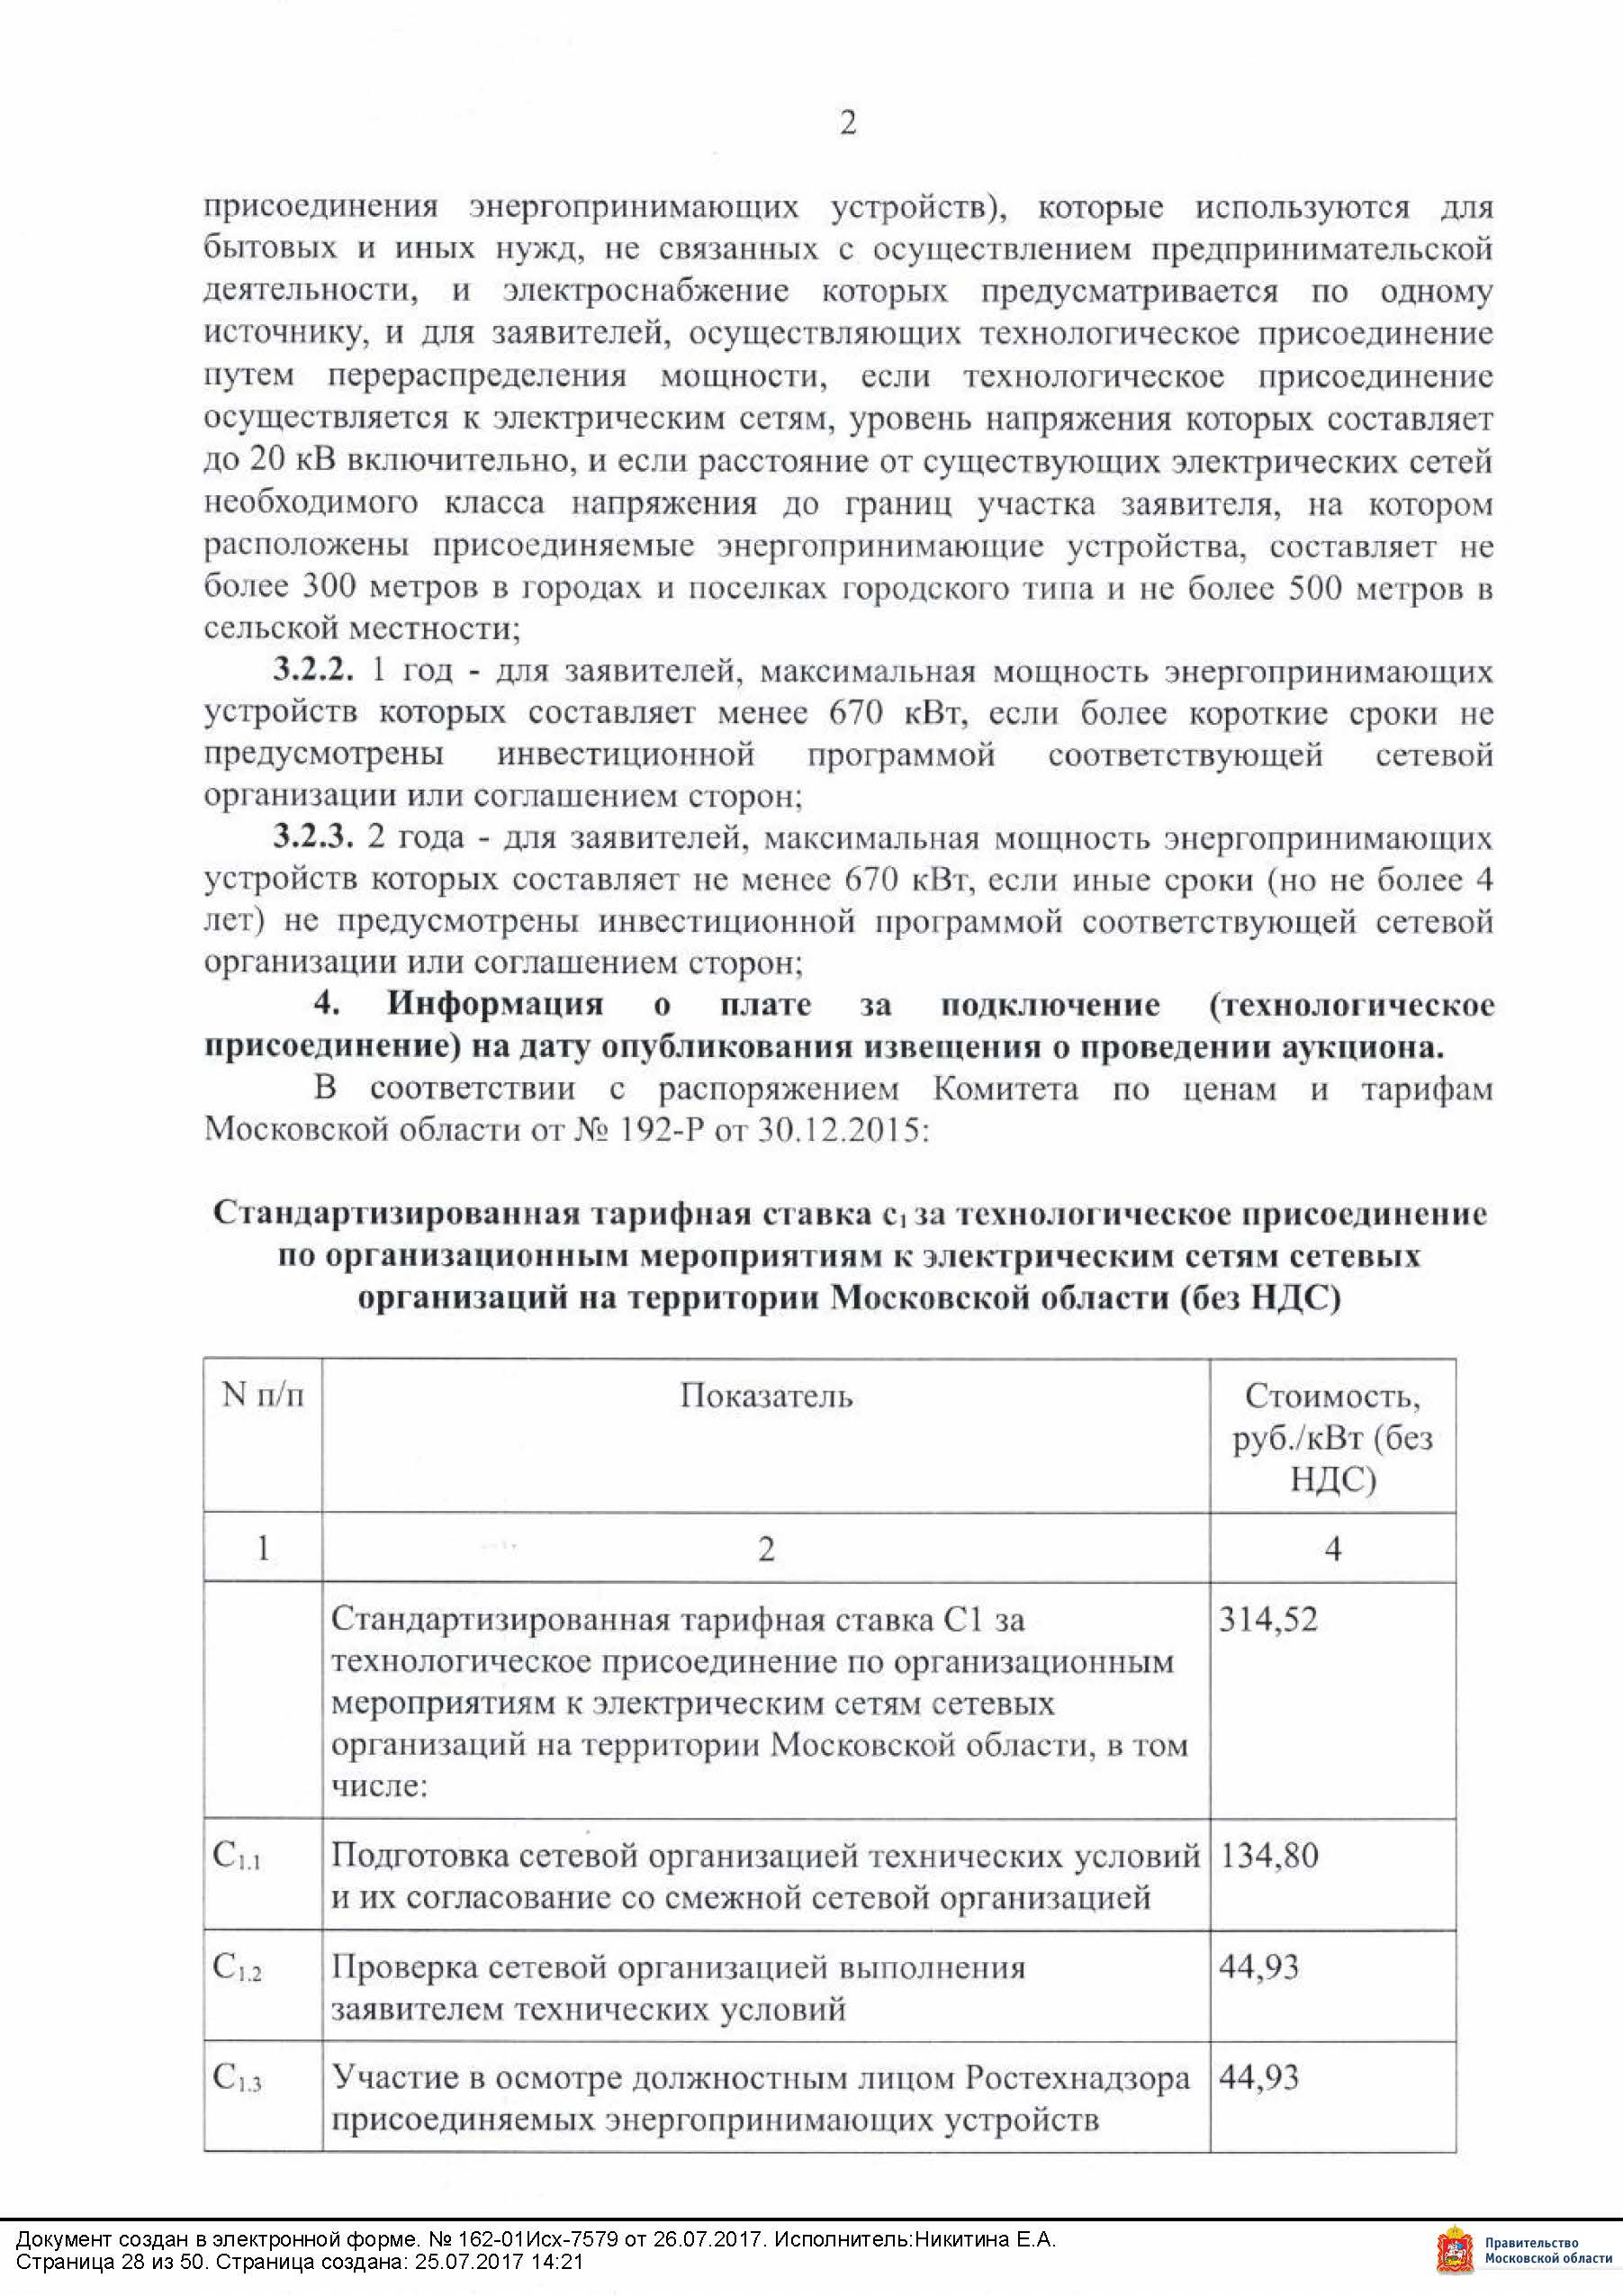 2
присоединения энергопринимающих устройств), которые используются для
бытовых и иных нужд, не связанных с осуществлением предпринимательской
деятельности, и электроснабжение которых предусматривается по одному
источнику, и для заявителей, осуществляющих технологическое присоединение
путем перераспределения мощности, если технологическое присоединение
осуществляется к электрическим сетям, уровень напряжения которых составляет
до 20 кВ включительно, и если расстояние от существующих электрических сетей
необходимого класса напряжения до границ участка заявителя, на котором
расположены присоединяемые энергопринимающие устройства, составляет не
более 300 метров в городах и поселках городского типа и не более 500 метров в
сельской местности;
3.2.2. 1 год - для заявителей, максимальная мощность энергопринимающих
устройств которых составляет менее 670 кВт, если более короткие сроки не
предусмотрены инвестиционной программой соответствующей сетевой
организации или соглашением сторон;
3.2.3. 2 года - для заявителей, максимальная мощность энергопринимающих
устройств которых составляет не менее 670 кВт, если иные сроки (но не более 4
лет) не предусмотрены инвестиционной программой соответствующей сетевой
организации или соглашением сторон;
4. Информация о плате за подключение (технологическое
присоединение) на дату опубликования извещения о проведении аукциона.
В соответствии с распоряжением Комитета по ценам и тарифам
Московской области от № 192-Р от 30.12.2015:
Стандартизированная тарифная ставка с₁ за технологическое присоединение
по организационным мероприятиям к электрическим сетям сетевых
организаций на территории Московской области (без НДС)
N п/п Показатель Стоимость,
руб./кВт (без
НДС)
1 2 4
Стандартизированная тарифная ставка С1 за 314,52
технологическое присоединение по организационным
мероприятиям к электрическим сетям сетевых
организаций на территории Московской области, в том
числе:
С1.1 Подготовка сетевой организацией технических условий 134,80
и их согласование со смежной сетевой организацией
С1.2 Проверка сетевой организацией выполнения 44,93
заявителем технических условий
С1.3 Участие в осмотре должностным лицом Ростехнадзора 44,93
присоединяемых энергопринимающих устройств
Документ создан в электронной форме. № 162-01Исх-7579 от 26.07.2017. Исполнитель:Никитина Е.А.
Страница 28 из 50. Страница создана: 25.07.2017 14:21
Правительство
Московской области